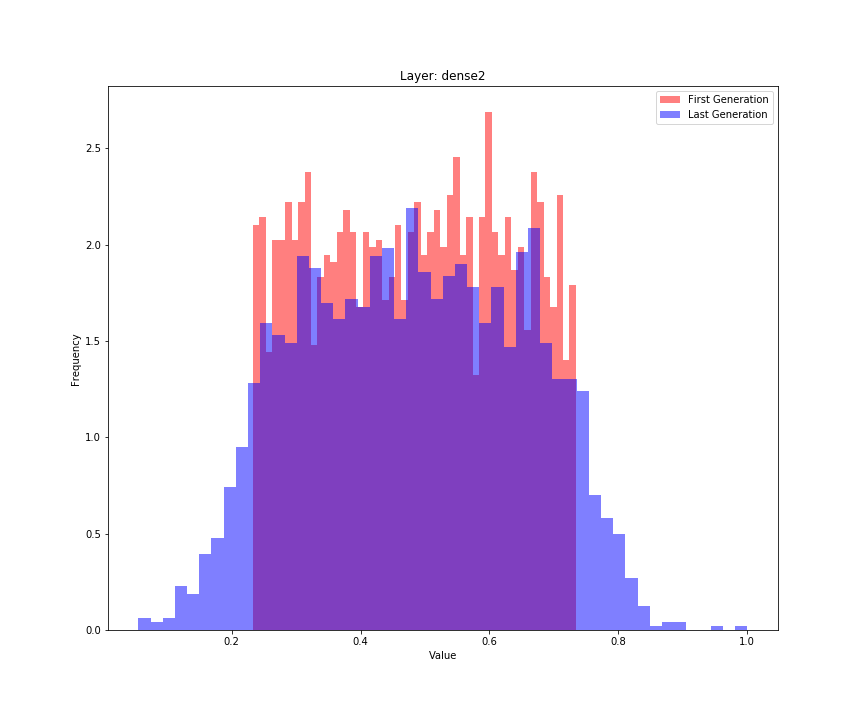 Layer: dense2
First Generation
Last Generation
2.5
2.0
1.5
1.0
0.5
0.0
Frequency
0.2
0.4
0.6
0.8
1.0
Value